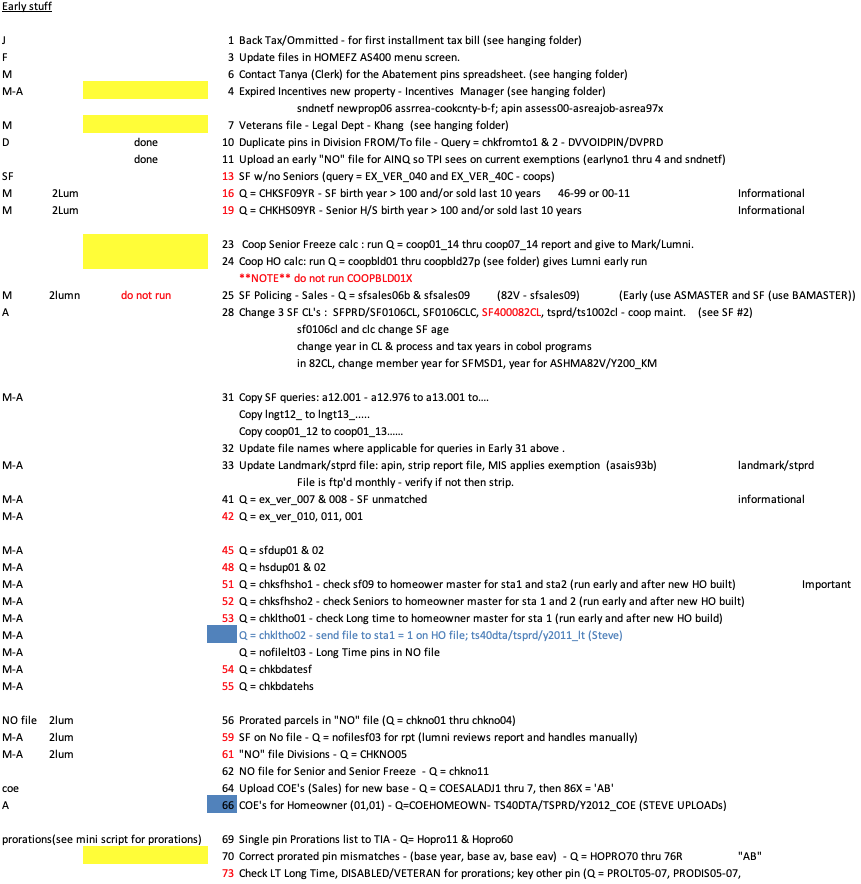 Early stuff
J 1 Back Tax/Ommitted - for first installment tax bill (see hanging folder)
F 3 Update files in HOMEFZ AS400 menu screen.
M 6 Contact Tanya (Clerk) for the Abatement pins spreadsheet. (see hanging folder)
M-A 4 Expired Incentives new property - Incentives Manager (see hanging folder)
sndnetf newprop06 assrrea-cookcnty-b-f; apin assess00-asreajob-asrea97x
M 7 Veterans file - Legal Dept - Khang (see hanging folder)
D done 10 Duplicate pins in Division FROM/To file - Query = chkfromto1 & 2 - DVVOIDPIN/DVPRD
done 11 Upload an early "NO" file for AINQ so TPI sees on current exemptions (earlyno1 thru 4 and sndnetf)
SF 13 SF w/no Seniors (query = EX_VER_040 and EX_VER_40C - coops)
M 2Lum 16 Q = CHKSF09YR - SF birth year > 100 and/or sold last 10 years 46-99 or 00-11 Informational
M 2Lum 19 Q = CHKHS09YR - Senior H/S birth year > 100 and/or sold last 10 years Informational
23 Coop Senior Freeze calc : run Q = coop01_14 thru coop07_14 report and give to Mark/Lumni.
24 Coop HO calc: run Q = coopbld01 thru coopbld27p (see folder) gives Lumni early run
**NOTE** do not run COOPBLD01X
M 2lumn do not run 25 SF Policing - Sales - Q = sfsales06b & sfsales09 (82V - sfsales09) (Early (use ASMASTER and SF (use BAMASTER))
A 28 Change 3 SF CL's : SFPRD/SF0106CL, SF0106CLC, SF400082CL, tsprd/ts1002cl - coop maint. (see SF #2)
sf0106cl and clc change SF age
change year in CL & process and tax years in cobol programs
in 82CL, change member year for SFMSD1, year for ASHMA82V/Y200_KM
M-A 31 Copy SF queries: a12.001 - a12.976 to a13.001 to....
Copy lngt12_ to lngt13_.....
Copy coop01_12 to coop01_13......
32 Update file names where applicable for queries in Early 31 above .
M-A 33 Update Landmark/stprd file: apin, strip report file, MIS applies exemption (asais93b) landmark/stprd
File is ftp'd monthly - verify if not then strip.
M-A 41 Q = ex_ver_007 & 008 - SF unmatched informational
M-A 42 Q = ex_ver_010, 011, 001
M-A 45 Q = sfdup01 & 02
M-A 48 Q = hsdup01 & 02
M-A 51 Q = chksfhsho1 - check sf09 to homeower master for sta1 and sta2 (run early and after new HO built) Important
M-A 52 Q = chksfhsho2 - check Seniors to homeowner master for sta 1 and 2 (run early and after new HO built)
M-A 53 Q = chkltho01 - check Long time to homeowner master for sta 1 (run early and after new HO build)
M-A Q = chkltho02 - send file to sta1 = 1 on HO file; ts40dta/tsprd/y2011_lt (Steve)
M-A Q = nofilelt03 - Long Time pins in NO file
M-A 54 Q = chkbdatesf
M-A 55 Q = chkbdatehs
NO file 2lum 56 Prorated parcels in "NO" file (Q = chkno01 thru chkno04)
M-A 2lum 59 SF on No file - Q = nofilesf03 for rpt (lumni reviews report and handles manually)
M-A 2lum 61 "NO" file Divisions - Q = CHKNO05
62 NO file for Senior and Senior Freeze - Q = chkno11
coe 64 Upload COE's (Sales) for new base - Q = COESALADJ1 thru 7, then 86X = 'AB'
A 66 COE's for Homeowner (01,01) - Q=COEHOMEOWN- TS40DTA/TSPRD/Y2012_COE (STEVE UPLOADs)
prorations(see mini script for prorations) 69 Single pin Prorations list to TIA - Q= Hopro11 & Hopro60
70 Correct prorated pin mismatches - (base year, base av, base eav) - Q = HOPRO70 thru 76R "AB"
73 Check LT Long Time, DISABLED/VETERAN for prorations; key other pin (Q = PROLT05-07, PRODIS05-07,